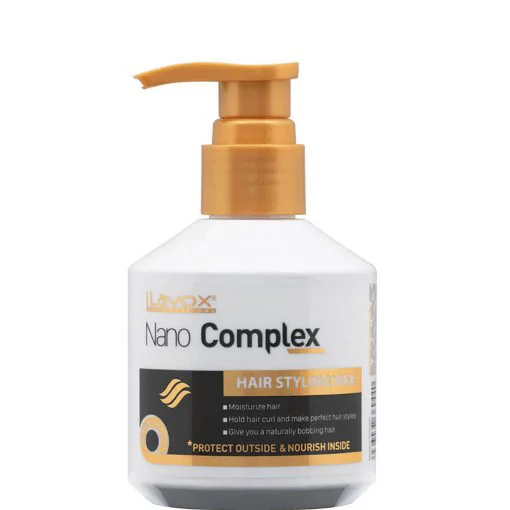 Lavox®
Nano Complex
HAIR STYLING WAX
Moisturize hair
Hold hair curl and make perfect hair styles
Give you a naturally bobbing hair
*PROTECT OUTSIDE & NOURISH INSIDE